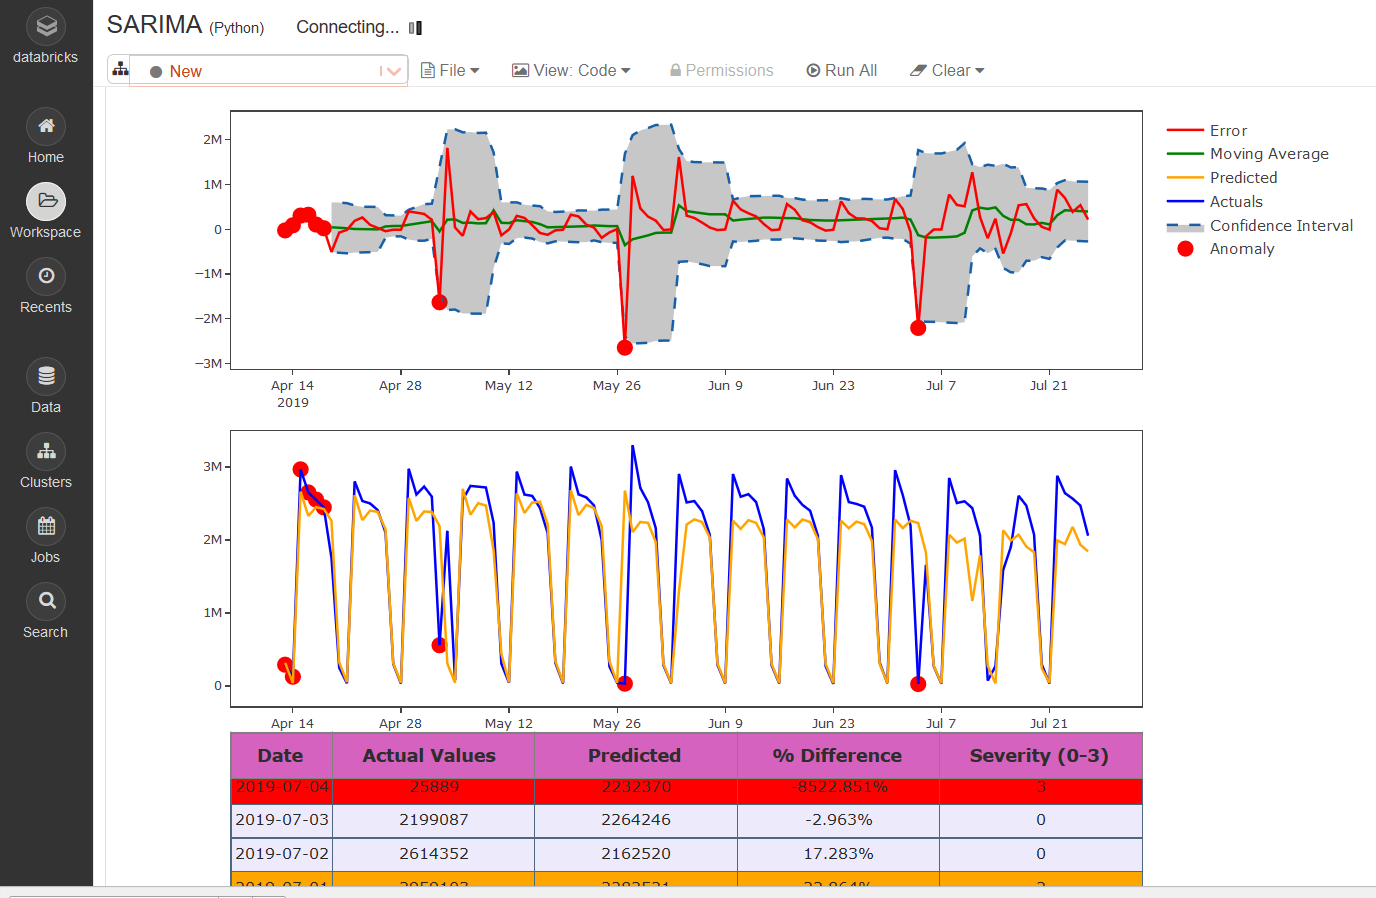 SARIMA (Python) Connecting...
databricks
New File View: Code Permissions Run All Clear
Home
Workspace
Recents
Data
Clusters
Jobs
Search
2M
1M
0
−1M
−2M
−3M
Apr 14 Apr 28 May 12 May 26 Jun 9 Jun 23 Jul 7 Jul 21
2019
Error
Moving Average
Predicted
Actuals
Confidence Interval
Anomaly
3M
2M
1M
0
Apr 14 Apr 28 May 12 May 26 Jun 9 Jun 23 Jul 7 Jul 21
Date Actual Values Predicted % Difference Severity (0-3)
2019-07-04 25889 2232370 -8522.851% 3
2019-07-03 2199087 2264246 -2.963% 0
2019-07-02 2614352 2162520 17.283% 0